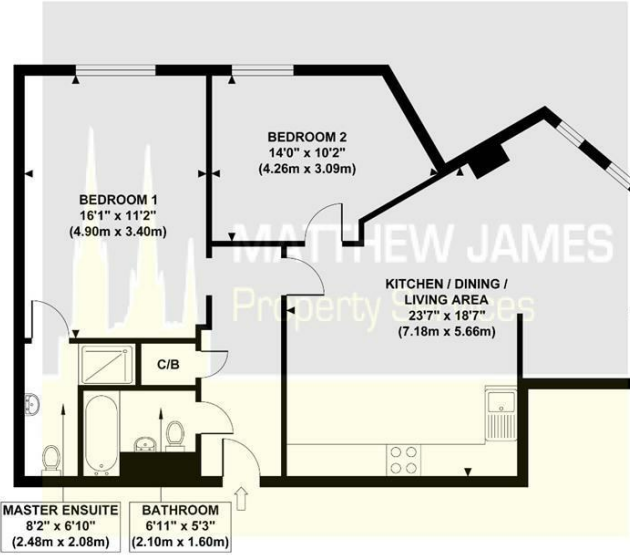 BEDROOM 2
14'0" x 10'2"
(4.26m x 3.09m)
BEDROOM 1
16'1" x 11'2"
(4.90m x 3.40m)
MATTHEW JAMES
Property Services
KITCHEN / DINING /
LIVING AREA
23'7" x 18'7"
(7.18m x 5.66m)
C/B
MASTER ENSUITE
8'2" x 6'10"
(2.48m x 2.08m)
BATHROOM
6'11" x 5'3"
(2.10m x 1.60m)